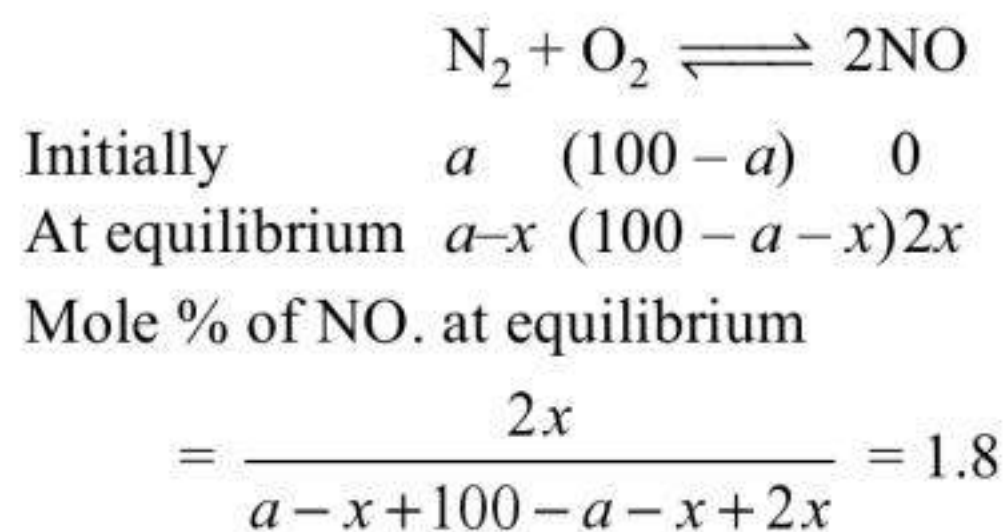 N₂ + O₂ ⇌ 2NO
Initially a (100 – a) 0
At equilibrium a–x (100 – a – x)2x
Mole % of NO. at equilibrium
= 2x / a – x + 100 – a – x + 2x = 1.8